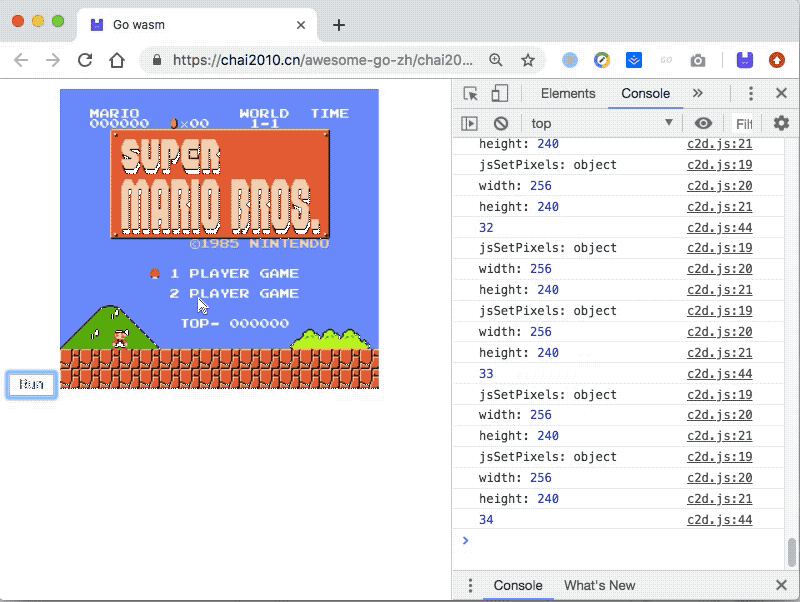 Go wasm
https://chai2010.cn/awesome-go-zh/chai20...
GO
MARIO WORLD TIME
000000 ×00 1-1
SUPER
MARIO BROS.
©1985 NINTENDO
1 PLAYER GAME
2 PLAYER GAME
TOP- 000000
Run
Elements Console »
top Filt
height: 240 c2d.js:21
jsSetPixels: object c2d.js:19
width: 256 c2d.js:20
height: 240 c2d.js:21
32 c2d.js:44
jsSetPixels: object c2d.js:19
width: 256 c2d.js:20
height: 240 c2d.js:21
jsSetPixels: object c2d.js:19
width: 256 c2d.js:20
height: 240 c2d.js:21
33 c2d.js:44
jsSetPixels: object c2d.js:19
width: 256 c2d.js:20
height: 240 c2d.js:21
jsSetPixels: object c2d.js:19
width: 256 c2d.js:20
height: 240 c2d.js:21
34 c2d.js:44
Console What's New